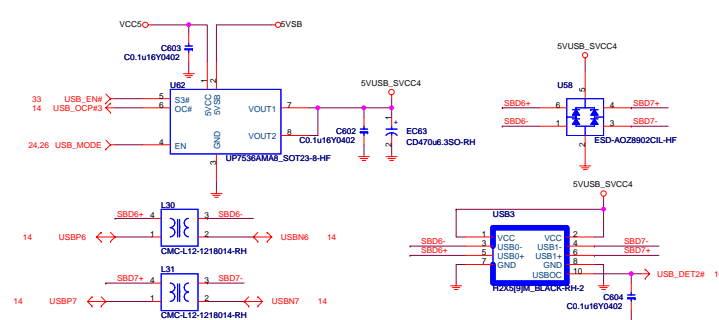 VCC5 5VSB
C603
C0.1u16Y0402
U62
1 2
33 USB_EN# 5 S3# 5VCC 5VSB VOUT1 7
14 USB_OCP#3 6 OC#
VOUT2 8
24,26 USB_MODE 4 EN GND
3
UP7536AMA8_SOT23-8-HF
5VUSB_SVCC4
C602
C0.1u16Y0402
1 +
2
EC63
CD470u6.3SO-RH
5VUSB_SVCC4
U58
5
SBD6+ 6 4 SBD7+
SBD6- 1 3 SBD7-
2
ESD-AOZ8902CIL-HF
L30
SBD6+ 4 3 SBD6-
14 USBP6 1 2 USBN6 14
CMC-L12-1218014-RH
L31
SBD7+ 4 3 SBD7-
14 USBP7 1 2 USBN7 14
CMC-L12-1218014-RH
5VUSB_SVCC4
USB3
1 VCC VCC 2
SBD6- 3 USB0- USB1- 4 SBD7-
SBD6+ 5 USB0+ USB1+ 6 SBD7+
7 GND GND 8
USBOC 10 USB_DET2# 1
H2X5[9]M_BLACK-RH-2
C604
C0.1u16Y0402